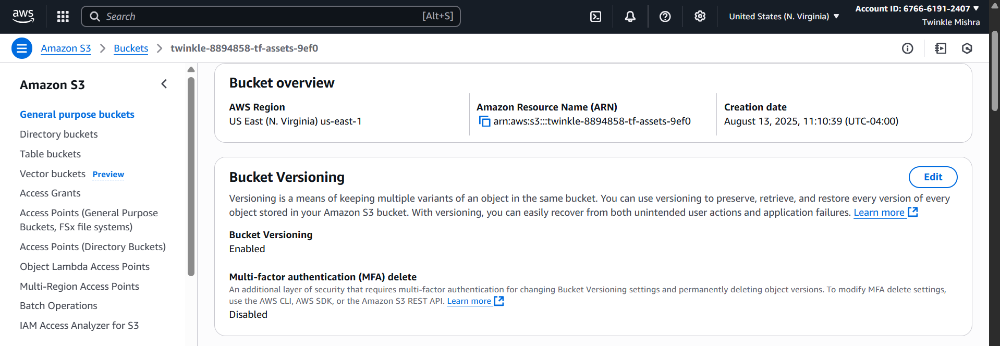 aws
Search
[Alt+S]
United States (N. Virginia)
Account ID: 6766-6191-2407
Twinkle Mishra
Amazon S3
Buckets
twinkle-8894858-tf-assets-9ef0
Amazon S3
General purpose buckets
Directory buckets
Table buckets
Vector buckets Preview
Access Grants
Access Points (General Purpose
Buckets, FSx file systems)
Access Points (Directory Buckets)
Object Lambda Access Points
Multi-Region Access Points
Batch Operations
IAM Access Analyzer for S3
Bucket overview
AWS Region
US East (N. Virginia) us-east-1
Amazon Resource Name (ARN)
arn:aws:s3:::twinkle-8894858-tf-assets-9ef0
Creation date
August 13, 2025, 11:10:39 (UTC-04:00)
Bucket Versioning
Edit
Versioning is a means of keeping multiple variants of an object in the same bucket. You can use versioning to preserve, retrieve, and restore every version of every
object stored in your Amazon S3 bucket. With versioning, you can easily recover from both unintended user actions and application failures. Learn more
Bucket Versioning
Enabled
Multi-factor authentication (MFA) delete
An additional layer of security that requires multi-factor authentication for changing Bucket Versioning settings and permanently deleting object versions. To modify MFA delete settings,
use the AWS CLI, AWS SDK, or the Amazon S3 REST API. Learn more
Disabled